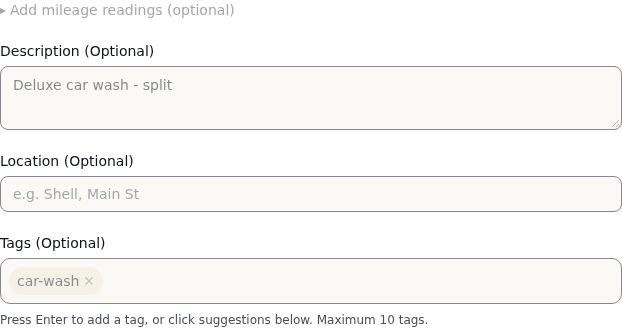 ▸ Add mileage readings (optional)
Description (Optional)
Deluxe car wash - split
Location (Optional)
e.g. Shell, Main St
Tags (Optional)
car-wash ×
Press Enter to add a tag, or click suggestions below. Maximum 10 tags.